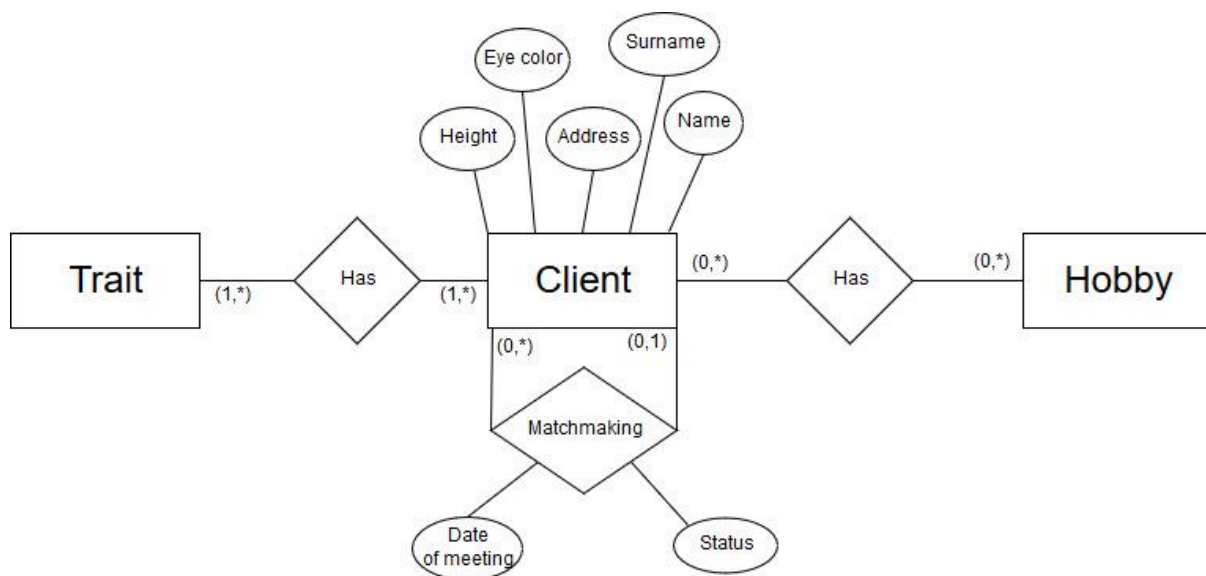 Surname
Eye color
Height
Address
Name
Trait
Has
Client
Has
Hobby
(1,*)
(1,*)
(0,*)
(0,*)
(0,*)
(0,1)
Matchmaking
Date
of meeting
Status